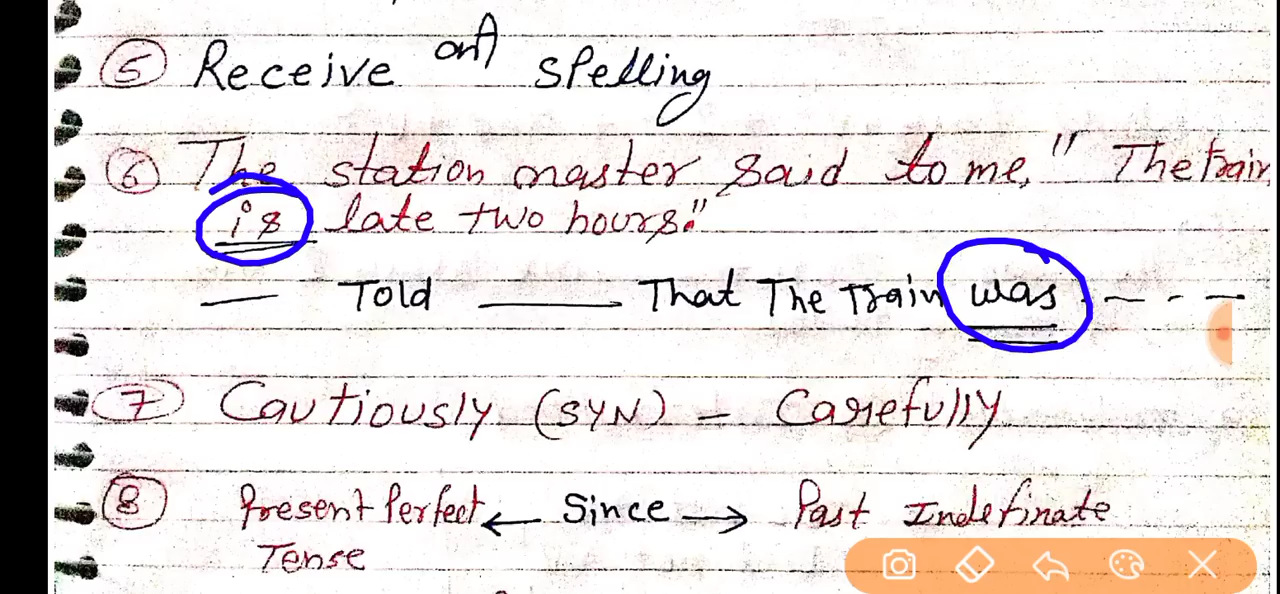 ⑤ Receive spelling
⑥ The station master said to me," The train
is late two hours."
— Told —— That The Train was - - - -
⑦ Cautiously (SYN) - Carefully
⑧ Present Perfect ← Since → Past Indefinate
Tense